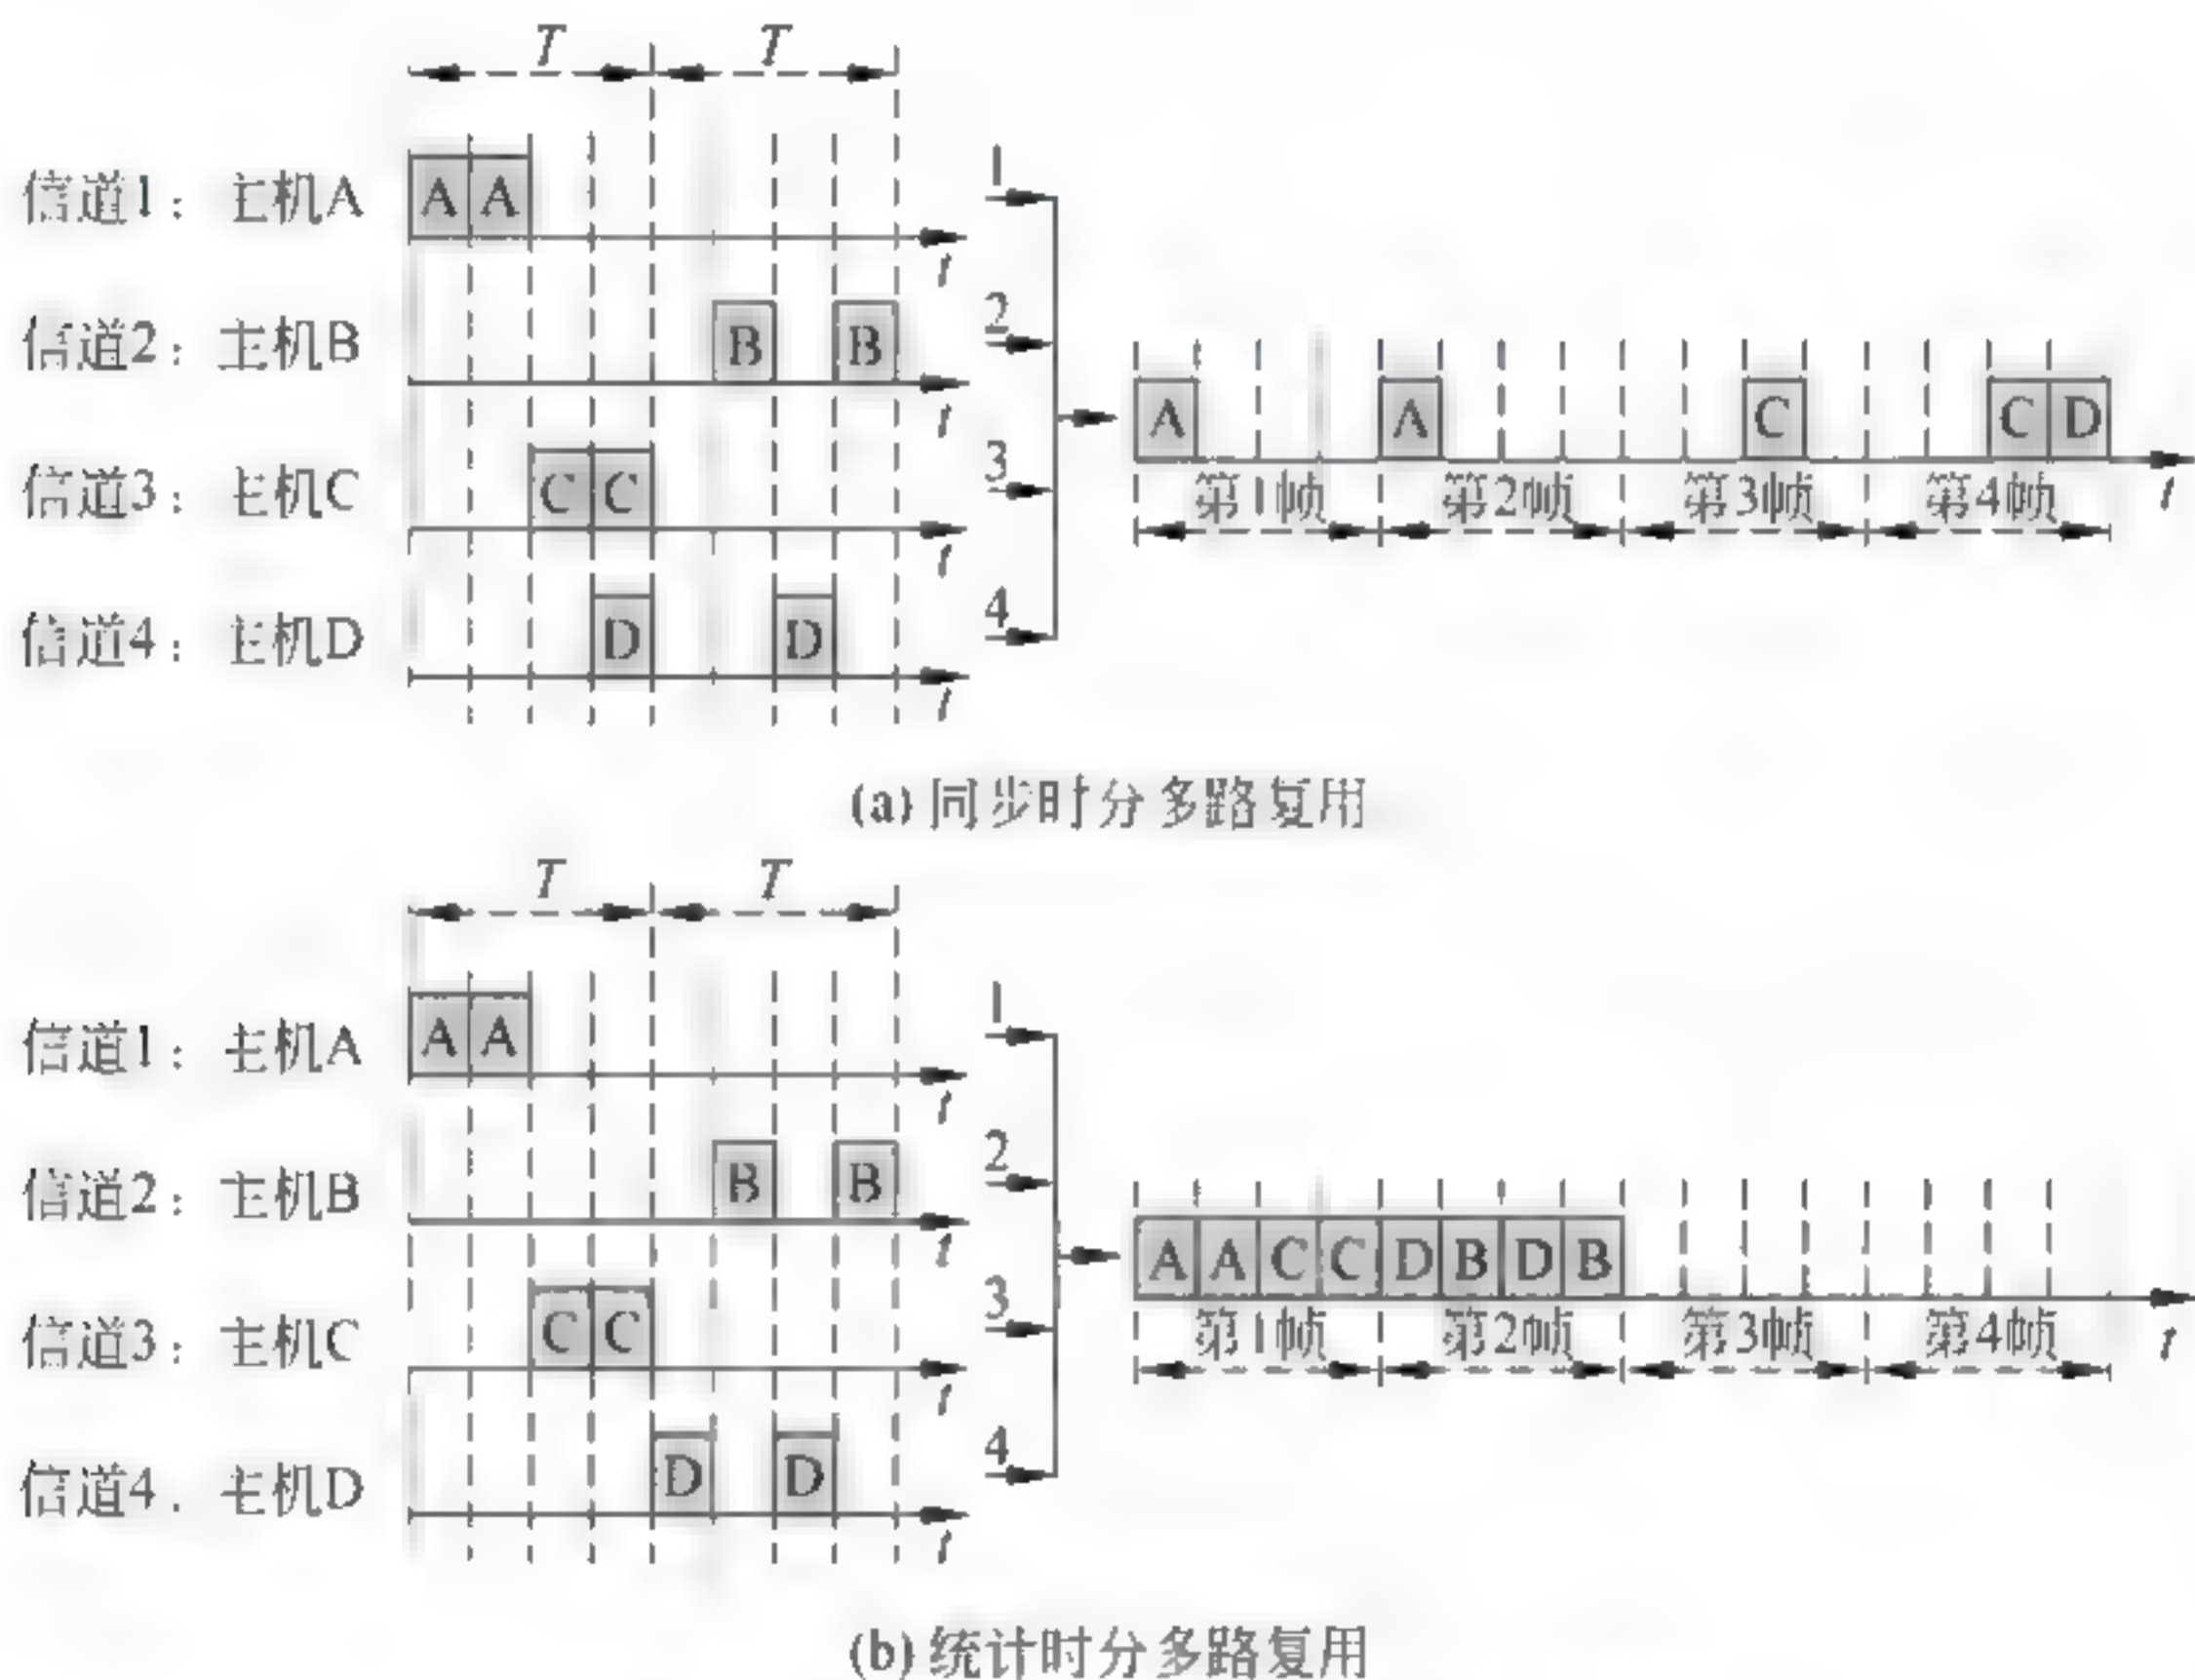 T T
信道1：主机A
A A
t
信道2：主机B
B B
t
信道3：主机C
C C
t
信道4：主机D
D D
t
1
2
3
4
A A C C D
第1帧 第2帧 第3帧 第4帧
t
(a) 同步时分多路复用
T T
信道1：主机A
A A
t
信道2：主机B
B B
t
信道3：主机C
C C
t
信道4．主机D
D D
t
1
2
3
4
A A C C D B D B
第1帧 第2帧 第3帧 第4帧
t
(b) 统计时分多路复用